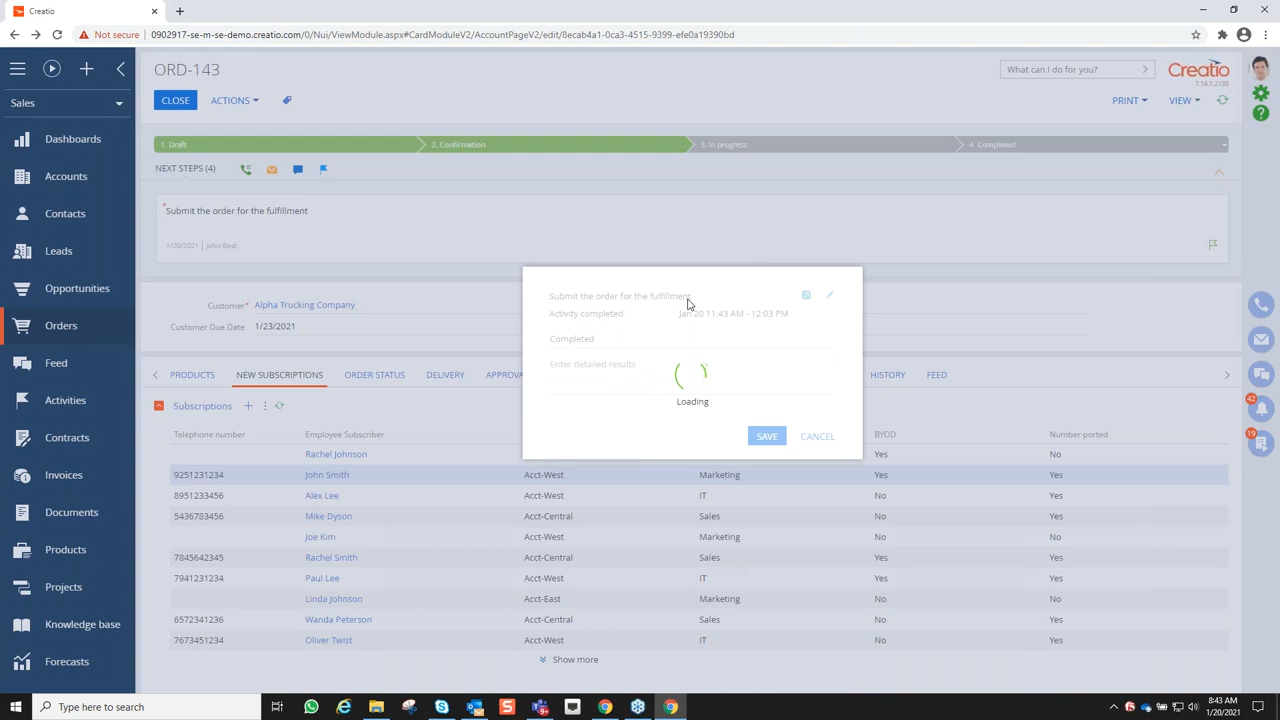 Creatio
Not secure
0902917-se-m-se-demo.creatio.com/0/Nui/ViewModule.aspx#CardModuleV2/AccountPageV2/edit/8ecab4a1-0ca3-4515-9399-efe0a19390bd
Sales
Dashboards
Accounts
Contacts
Leads
Opportunities
Orders
Feed
Activities
Contracts
Invoices
Documents
Products
Projects
Knowledge base
Forecasts
ORD-143
What can I do for you?
Creatio
7.16.1.2135
CLOSE
ACTIONS
PRINT
VIEW
1. Draft
2. Confirmation
3. In progress
4. Completed
NEXT STEPS (4)
* Submit the order for the fulfillment
1/20/2021 | John Best
Customer* Alpha Trucking Company
Customer Due Date 1/23/2021
Submit the order for the fulfillment
Activity completed Jan 20 11:43 AM - 12:03 PM
Completed
Enter detailed results
Loading
SAVE CANCEL
PRODUCTS NEW SUBSCRIPTIONS ORDER STATUS DELIVERY APPROVA HISTORY FEED
Subscriptions
Telephone number Employee Subscriber BYOD Number ported
Rachel Johnson Yes No
9251231234 John Smith Acct-West Marketing Yes Yes
8951233456 Alex Lee Acct-West IT No Yes
5436783456 Mike Dyson Acct-Central Sales No Yes
Joe Kim Acct-West Marketing No No
7845642345 Rachel Smith Acct-Central Sales Yes Yes
7941231234 Paul Lee Acct-West IT Yes Yes
Linda Johnson Acct-East Marketing No No
6572341236 Wanda Peterson Acct-Central Sales No Yes
7673451234 Oliver Twist Acct-West IT No Yes
Show more
42
19
Type here to search
8:43 AM
1/20/2021